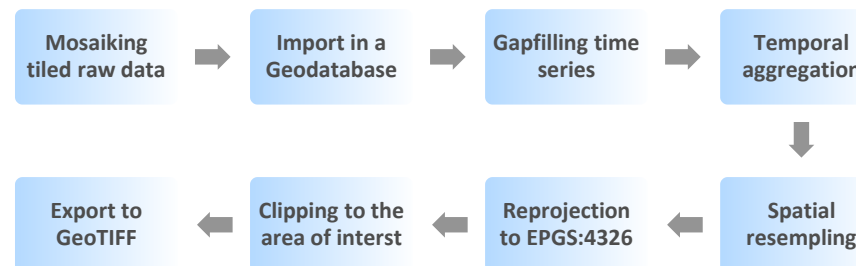 Mosaiking
tiled raw data
Import in a
Geodatabase
Gapfilling time
series
Temporal
aggregation
Spatial
resempling
Reprojection
to EPGS:4326
Clipping to the
area of interst
Export to
GeoTIFF